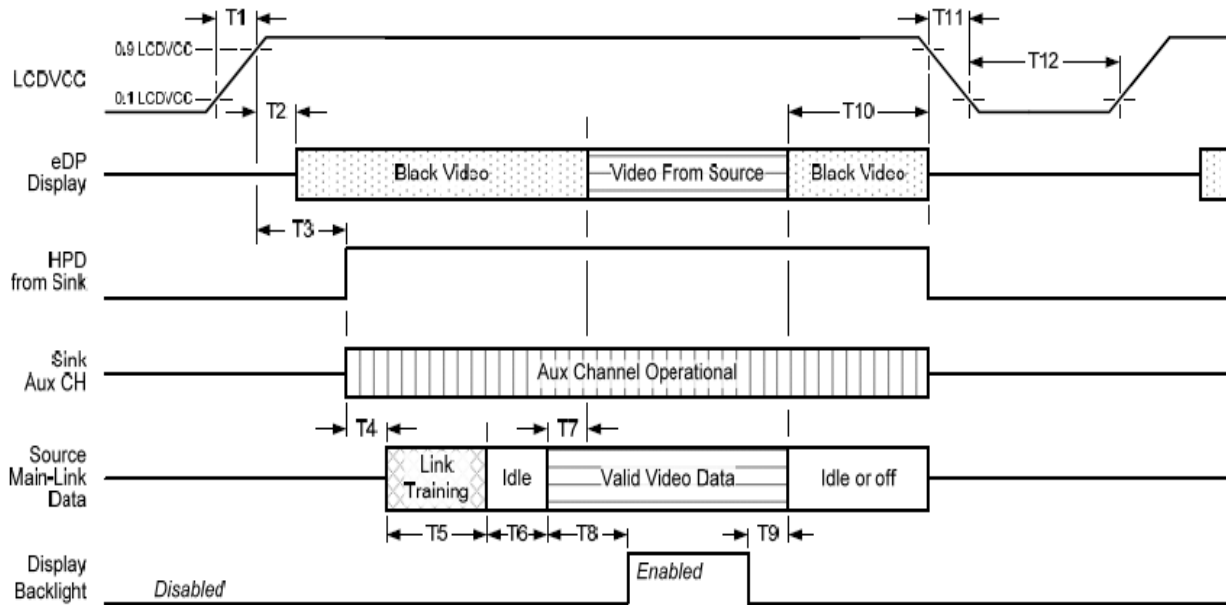 T1
T11
0.9 LCDVCC
LCDVCC
T12
0.1 LCDVCC
T2
T10
eDP
Display
Black Video
Video From Source
Black Video
T3
HPD
from Sink
Sink
Aux CH
Aux Channel Operational
T4
T7
Source
Main-Link
Data
Link
Training
Idle
Valid Video Data
Idle or off
T5
T6
T8
T9
Display
Backlight
Disabled
Enabled